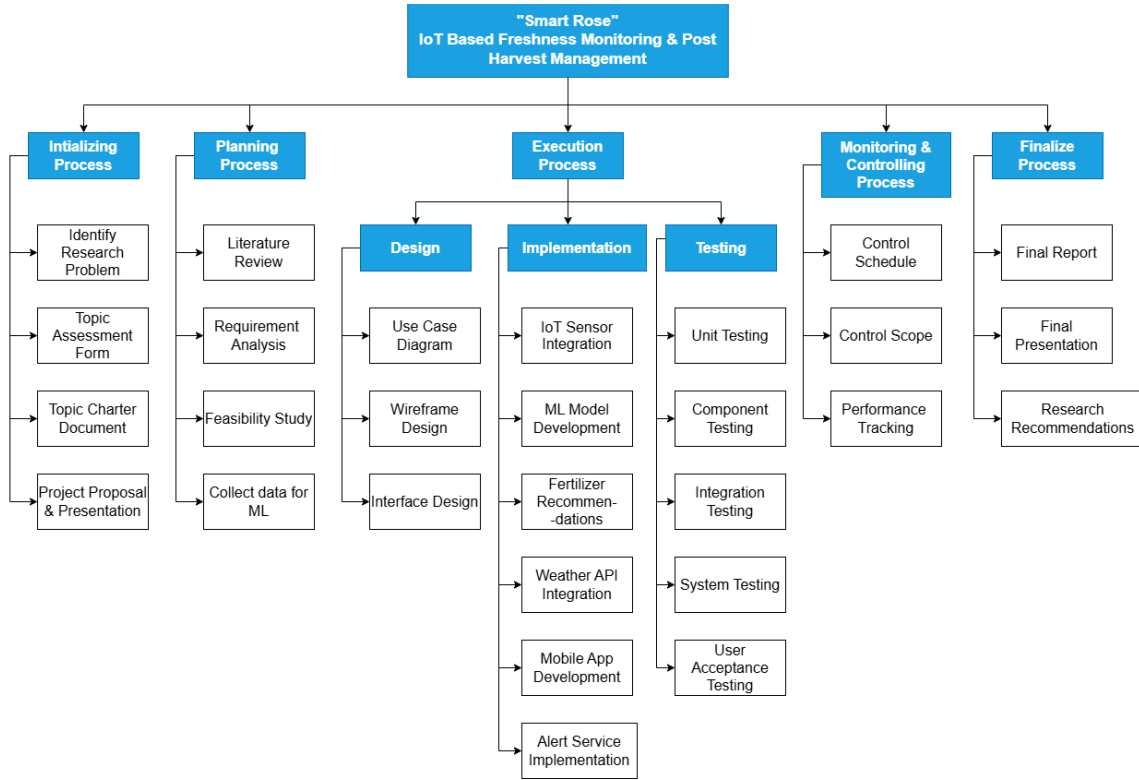 "Smart Rose"
IoT Based Freshness Monitoring & Post
Harvest Management
Intializing
Process
Planning
Process
Execution
Process
Monitoring &
Controlling
Process
Finalize
Process
Identify
Research
Problem
Topic
Assessment
Form
Topic Charter
Document
Project Proposal
& Presentation
Literature
Review
Requirement
Analysis
Feasibility Study
Collect data for
ML
Design
Use Case
Diagram
Wireframe
Design
Interface Design
Implementation
IoT Sensor
Integration
ML Model
Development
Fertilizer
Recommen-
-dations
Weather API
Integration
Mobile App
Development
Alert Service
Implementation
Testing
Unit Testing
Component
Testing
Integration
Testing
System Testing
User
Acceptance
Testing
Control
Schedule
Control Scope
Performance
Tracking
Final Report
Final
Presentation
Research
Recommendations